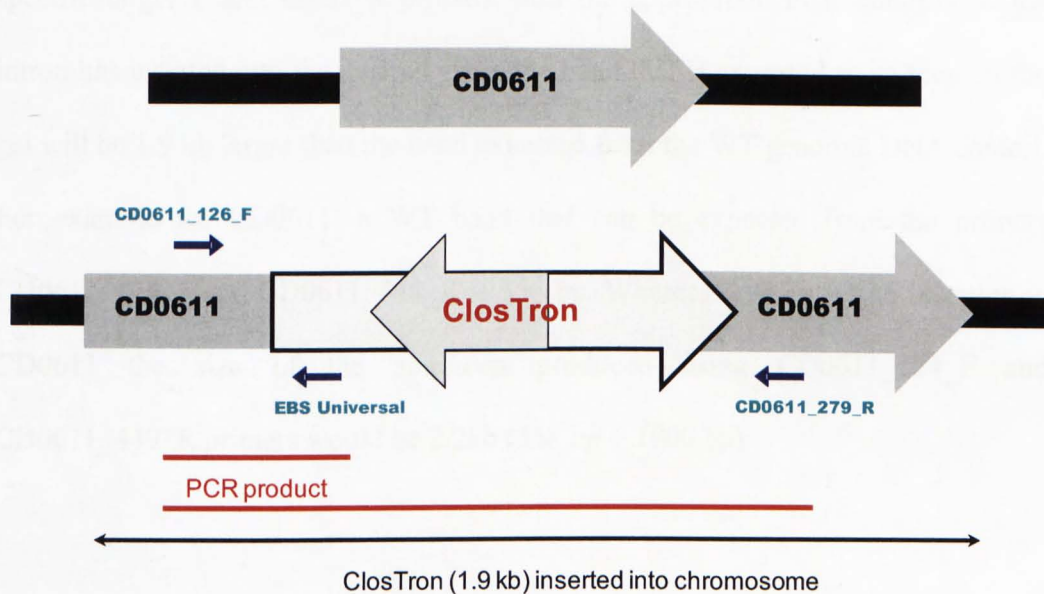 CD0611
CD0611_126_F
CD0611
ClosTron
CD0611
EBS Universal
CD0611_279_R
PCR product
ClosTron (1.9 kb) inserted into chromosome